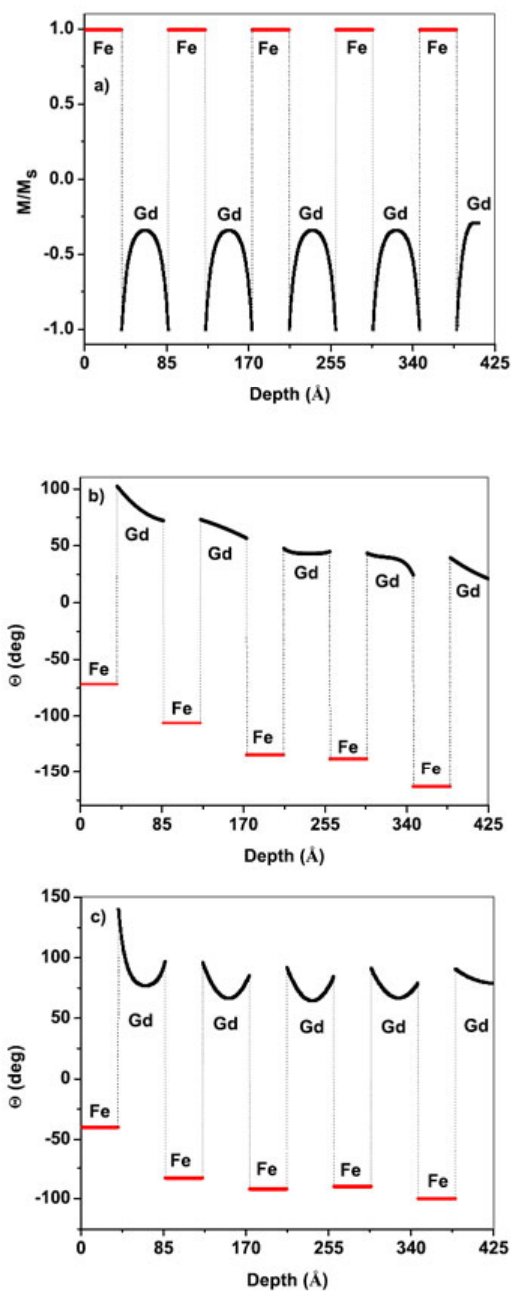 1.0
Fe Fe Fe Fe Fe
a)
0.5
M/Ms
0.0
Gd Gd Gd Gd Gd
-0.5
-1.0
0 85 170 255 340 425
Depth (Å)
100
b)
Gd Gd Gd Gd Gd
50
0
Θ (deg)
-50
Fe Fe Fe Fe Fe
-100
-150
0 85 170 255 340 425
Depth (Å)
150
c)
100
50
Gd Gd Gd Gd Gd
Θ (deg)
0
Fe Fe Fe Fe Fe
-50
-100
0 85 170 255 340 425
Depth (Å)